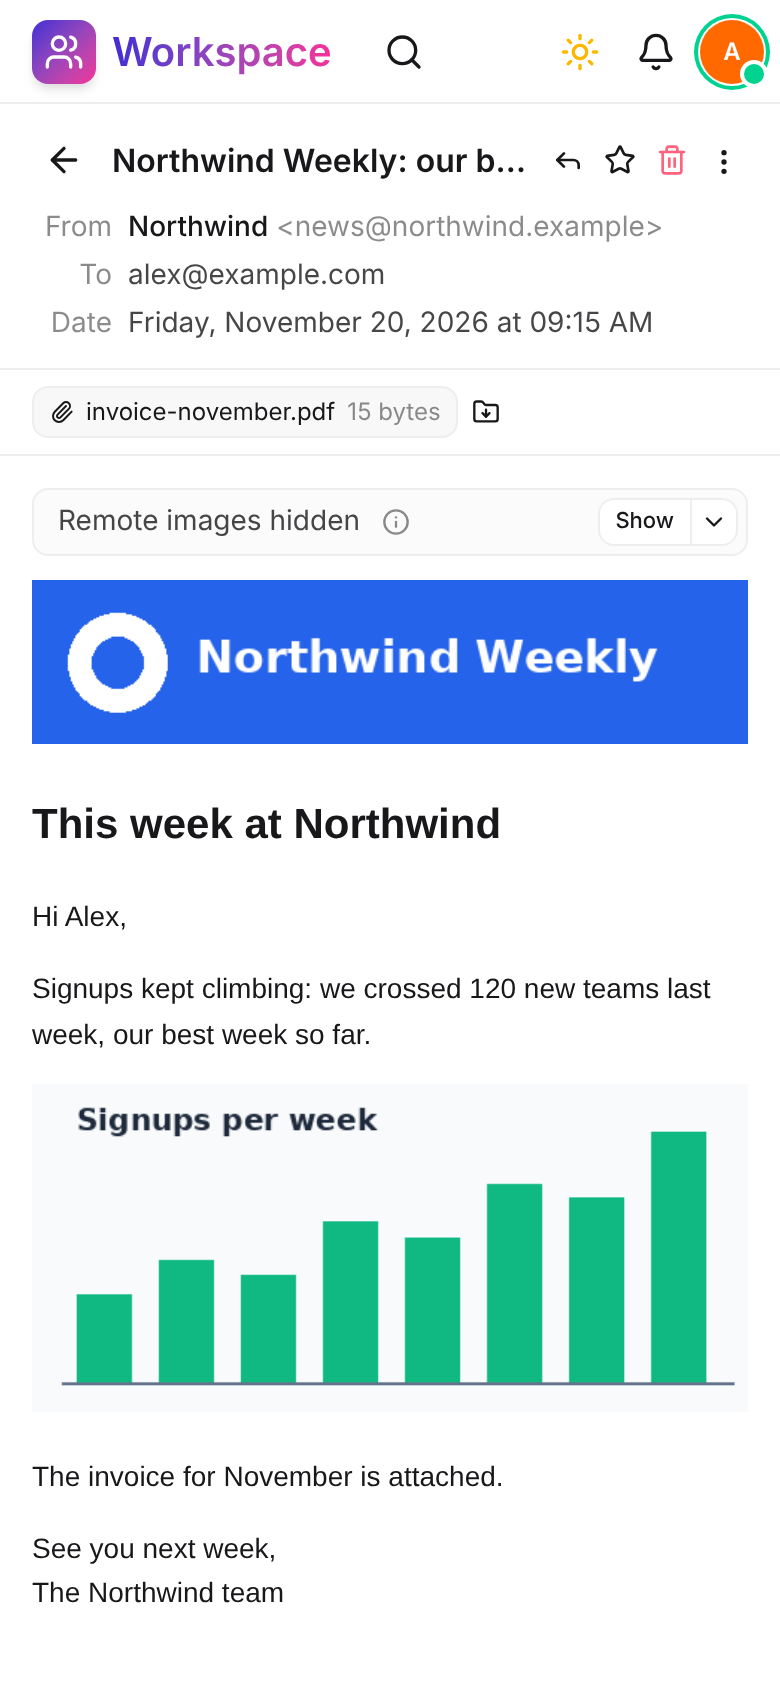 Workspace
A
Northwind Weekly: our b...
From Northwind <news@northwind.example>
To alex@example.com
Date Friday, November 20, 2026 at 09:15 AM
invoice-november.pdf 15 bytes
Remote images hidden Show
Northwind Weekly
This week at Northwind
Hi Alex,
Signups kept climbing: we crossed 120 new teams last
week, our best week so far.
Signups per week
The invoice for November is attached.
See you next week,
The Northwind team